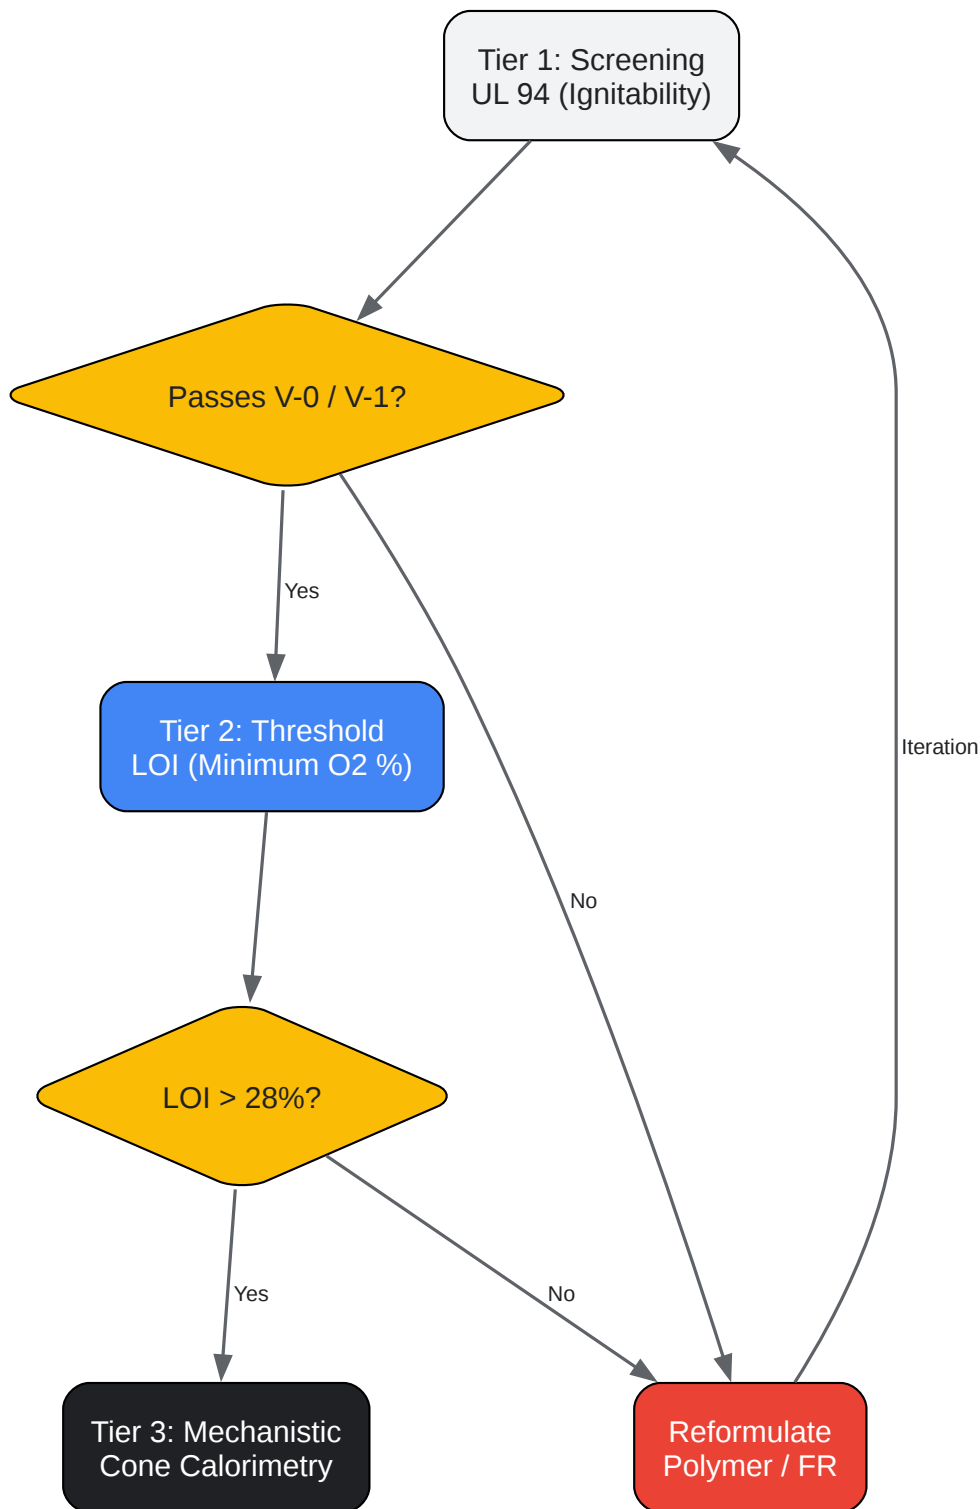 Tier 1: Screening
UL 94 (Ignitability)
Passes V-0 / V-1?
Yes
Tier 2: Threshold
LOI (Minimum O2 %)
Iteration
No
LOI > 28%?
Yes
No
Tier 3: Mechanistic
Cone Calorimetry
Reformulate
Polymer / FR